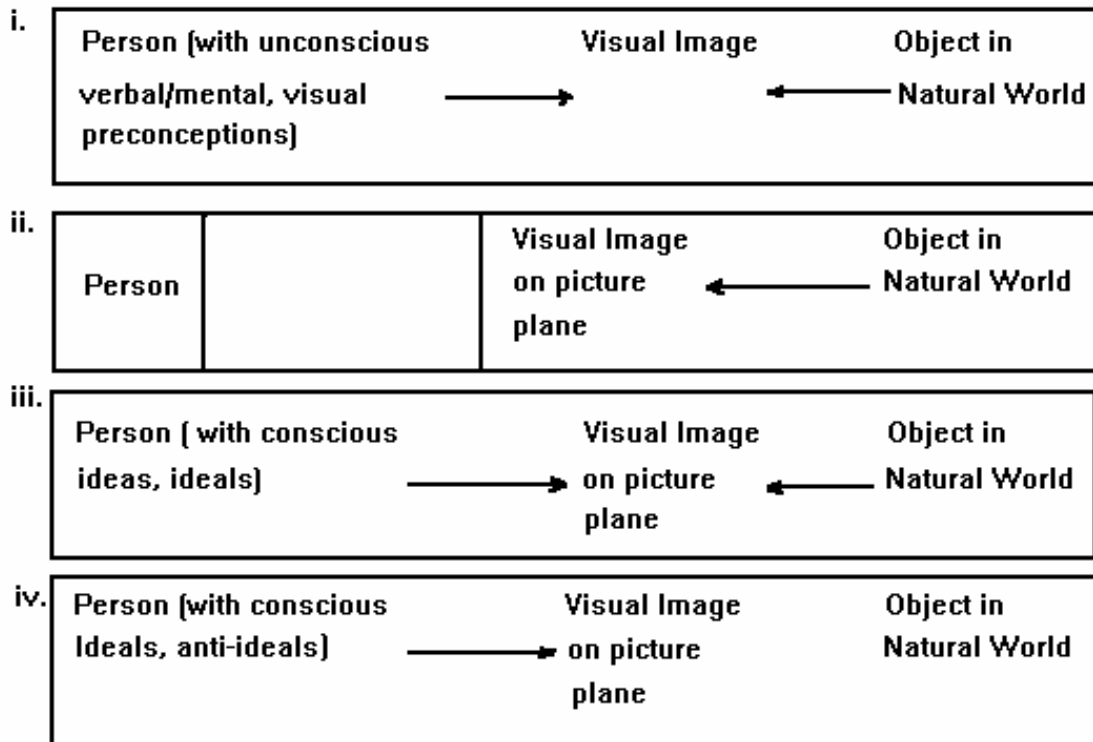 i.
Person (with unconscious Visual Image Object in
verbal/mental, visual Natural World
preconceptions)
ii.
Visual Image Object in
Person on picture Natural World
plane
iii.
Person ( with conscious Visual Image Object in
ideas, ideals) on picture Natural World
plane
iv.
Person (with conscious Visual Image Object in
Ideals, anti-ideals) on picture Natural World
plane